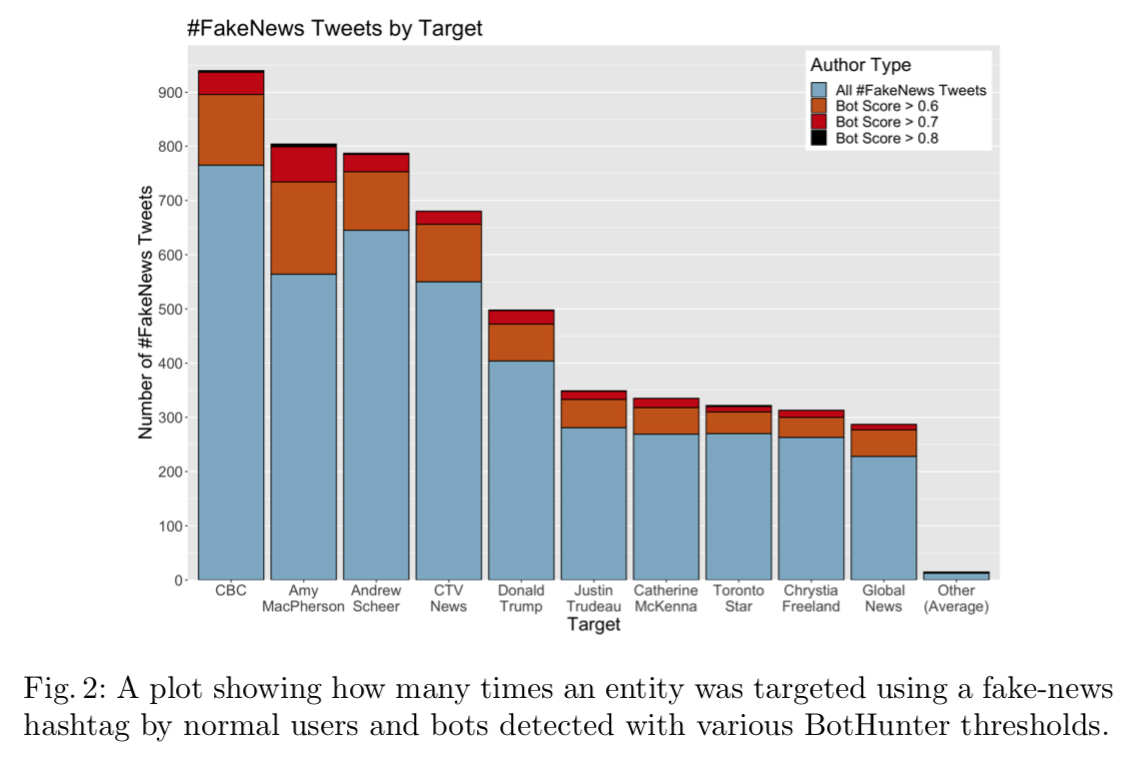 #FakeNews Tweets by Target
Author Type
All #FakeNews Tweets
Bot Score > 0.6
Bot Score > 0.7
Bot Score > 0.8
Number of #FakeNews Tweets
900
800
700
600
500
400
300
200
100
0
CBC
Amy
MacPherson
Andrew
Scheer
CTV
News
Donald
Trump
Justin
Trudeau
Catherine
McKenna
Toronto
Star
Chrystia
Freeland
Global
News
Other
(Average)
Target
Fig. 2: A plot showing how many times an entity was targeted using a fake-news
hashtag by normal users and bots detected with various BotHunter thresholds.